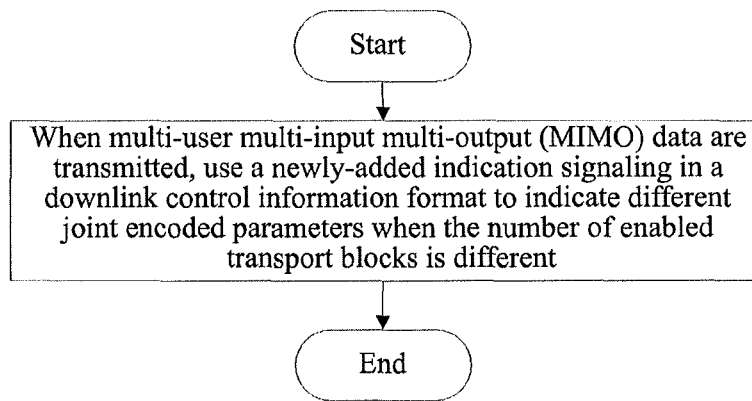 Start
When multi-user multi-input multi-output (MIMO) data are
transmitted, use a newly-added indication signaling in a
downlink control information format to indicate different
joint encoded parameters when the number of enabled
transport blocks is different
End